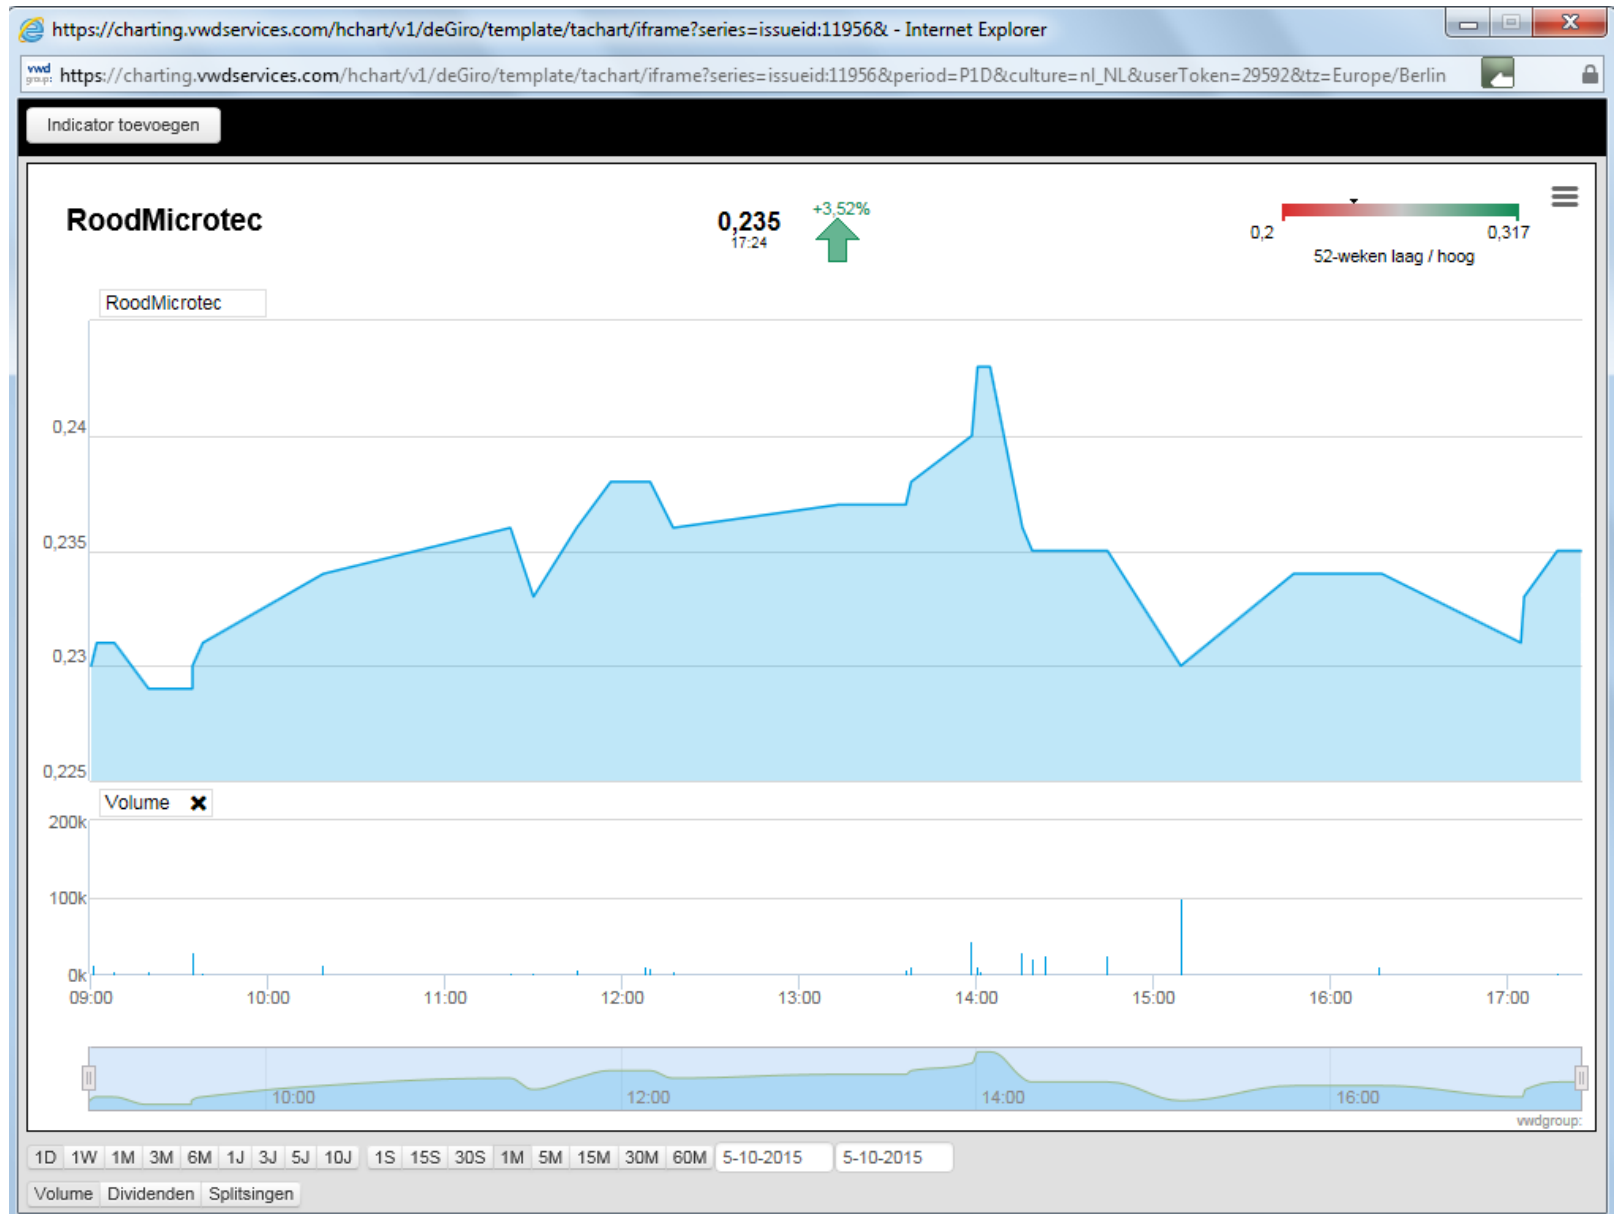 https://charting.vwdservices.com/hchart/v1/deGiro/template/tachart/iframe?series=issueid:11956& - Internet Explorer
vwd group: https://charting.vwdservices.com/hchart/v1/deGiro/template/tachart/iframe?series=issueid:11956&period=P1D&culture=nl_NL&userToken=29592&tz=Europe/Berlin
Indicator toevoegen
RoodMicrotec
0,235
17:24
+3,52%
0,2 0,317
52-weken laag / hoog
RoodMicrotec
0,24
0,235
0,23
0,225
Volume
200k
100k
0k
09:00 10:00 11:00 12:00 13:00 14:00 15:00 16:00 17:00
10:00 12:00 14:00 16:00
vwdgroup:
1D 1W 1M 3M 6M 1J 3J 5J 10J 1S 15S 30S 1M 5M 15M 30M 60M 5-10-2015 5-10-2015
Volume Dividenden Splitsingen